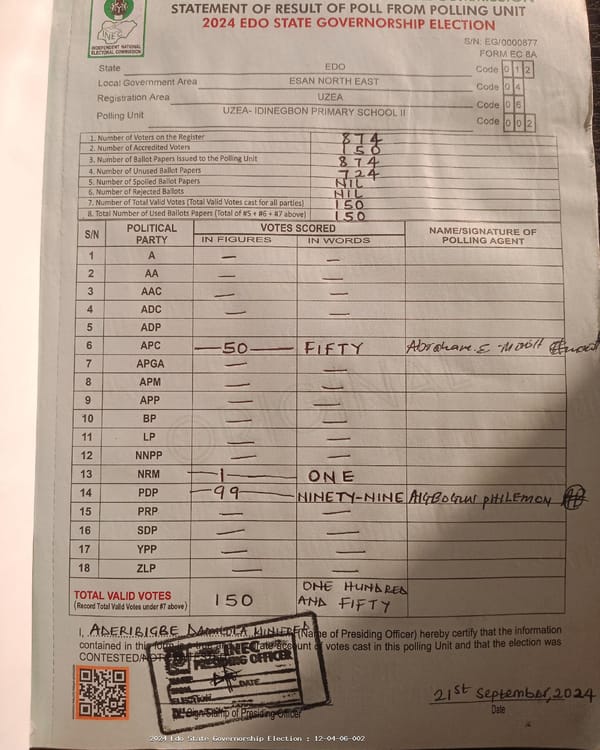 STATEMENT OF RESULT OF POLL FROM POLLING UNIT
2024 EDO STATE GOVERNORSHIP ELECTION
INEC
INDEPENDENT NATIONAL ELECTORAL COMMISSION
S/N: EG/0000877
FORM EC 8A
State EDO Code 0 1 2
Local Government Area ESAN NORTH EAST Code 0 4
Registration Area UZEA Code 0 6
Polling Unit UZEA- IDINEGBON PRIMARY SCHOOL II Code 0 0 2
1. Number of Voters on the Register 874
2. Number of Accredited Voters 150
3. Number of Ballot Papers Issued to the Polling Unit 874
4. Number of Unused Ballot Papers 724
5. Number of Spoiled Ballot Papers NIL
6. Number of Rejected Ballots NIL
7. Number of Total Valid Votes (Total Valid Votes cast for all parties) 150
8. Total Number of Used Ballots Papers (Total of #5 + #6 + #7 above) 150
S/N POLITICAL PARTY VOTES SCORED NAME/SIGNATURE OF POLLING AGENT
IN FIGURES IN WORDS
1 A — —
2 AA — —
3 AAC — —
4 ADC — —
5 ADP
6 APC —50— FIFTY
7 APGA — —
8 APM — —
9 APP — —
10 BP — —
11 LP — —
12 NNPP — —
13 NRM —1— ONE
14 PDP —99— NINETY-NINE AIGBOGUN PHILEMON
15 PRP — —
16 SDP — —
17 YPP — —
18 ZLP — —
TOTAL VALID VOTES 150 ONE HUNDRED AND FIFTY
(Record Total Valid Votes under #7 above)
I, ADERIBIGBE DAMILOLA (Name of Presiding Officer) hereby certify that the information
contained in this form is a true and account of votes cast in this polling Unit and that the election was
CONTESTED/
INEC
PRESIDING OFFICER
DATE
ELECTION
Sign/Stamp of Presiding Officer
21st September, 2024
Date
2024 Edo State Governorship Election : 12-04-06-002